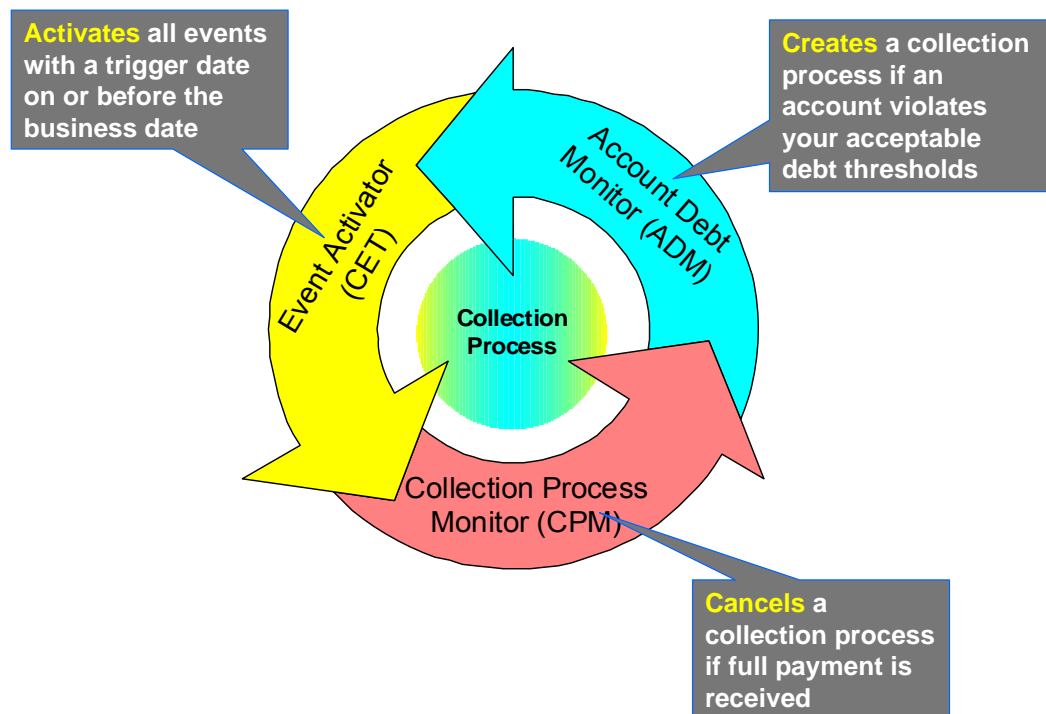 Activates all events
with a trigger date
on or before the
business date
Creates a collection
process if an
account violates
your acceptable
debt thresholds
Account Debt
Monitor (ADM)
Event Activator
(CET)
Collection
Process
Collection Process
Monitor (CPM)
Cancels a
collection process
if full payment is
received